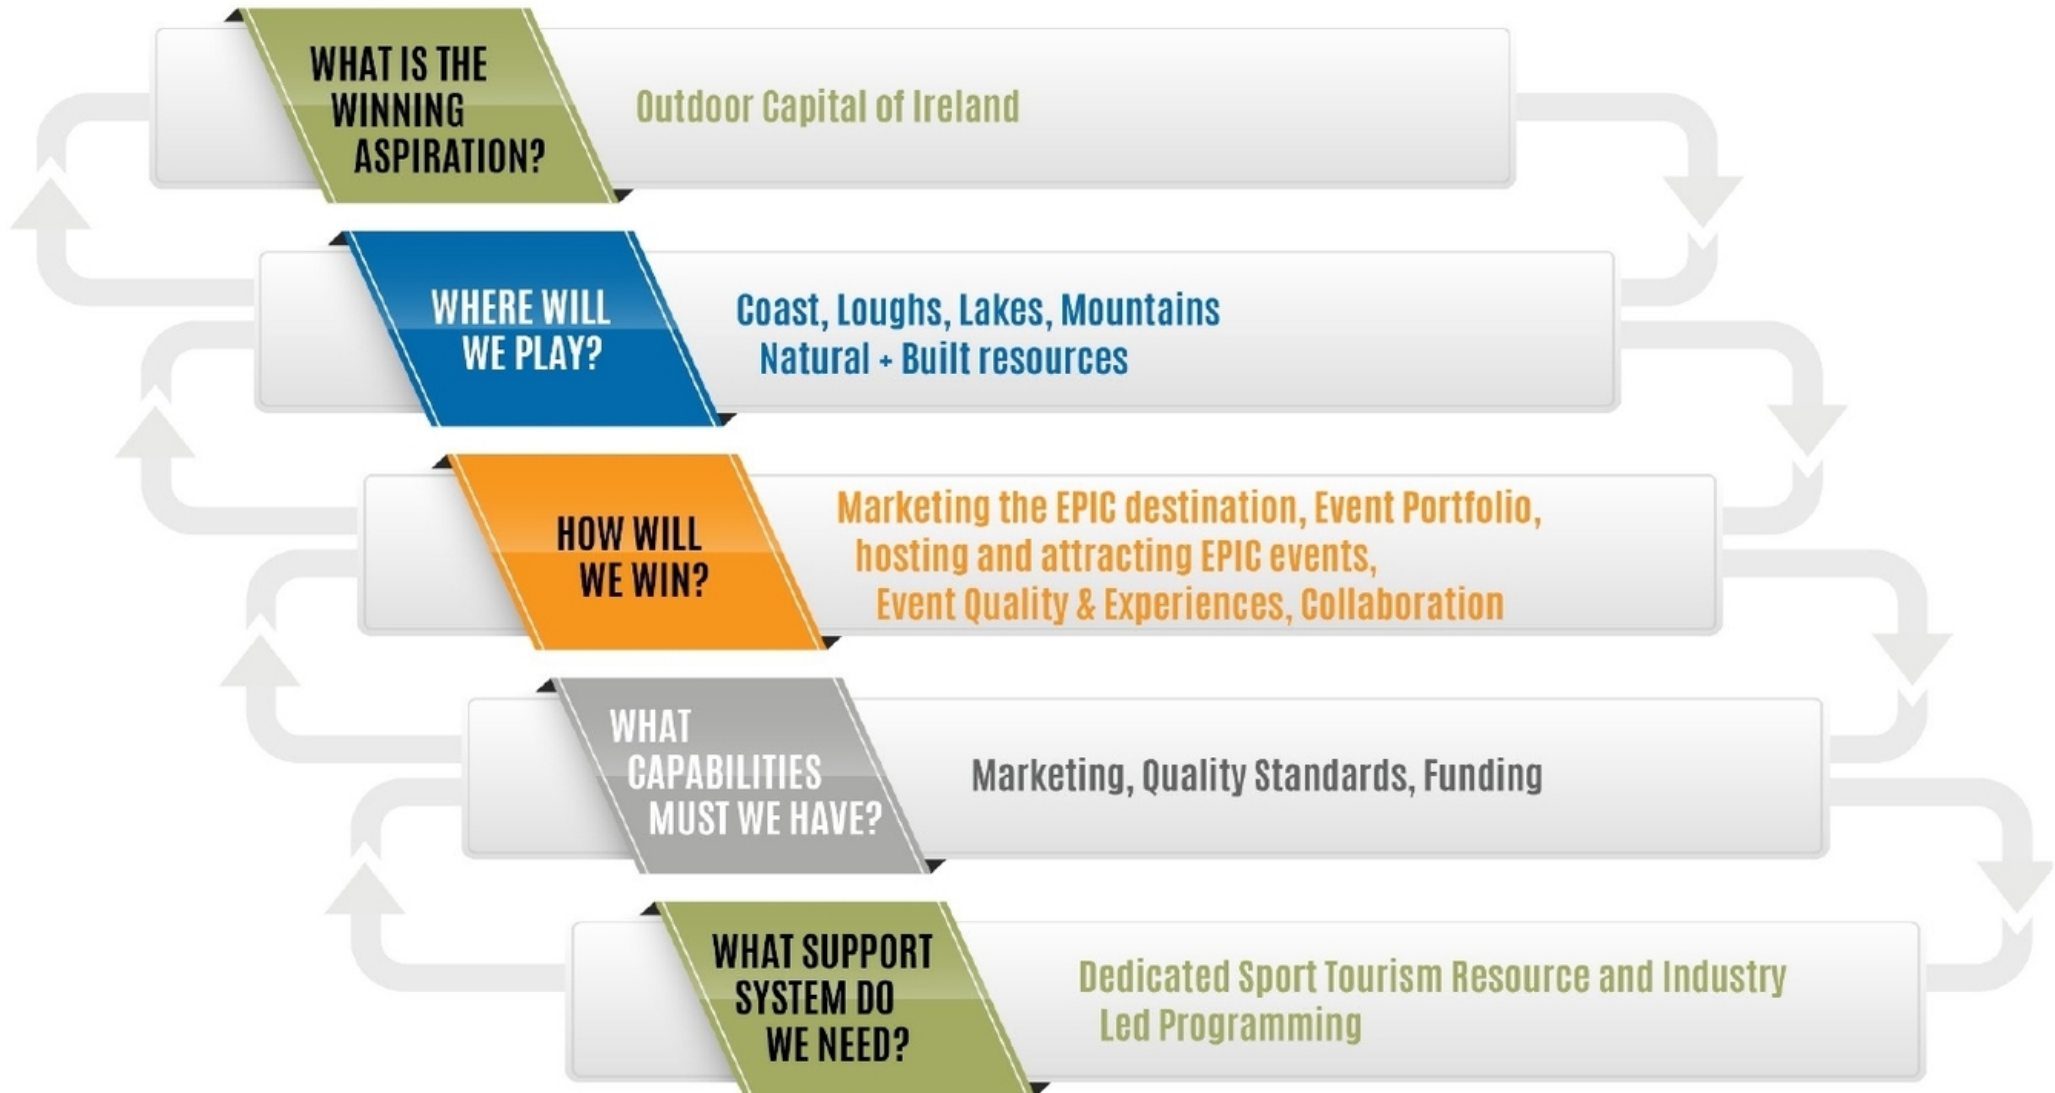 WHAT IS THE
WINNING
ASPIRATION?
Outdoor Capital of Ireland
WHERE WILL
WE PLAY?
Coast, Loughs, Lakes, Mountains
Natural + Built resources
HOW WILL
WE WIN?
Marketing the EPIC destination, Event Portfolio,
hosting and attracting EPIC events,
Event Quality & Experiences, Collaboration
WHAT
CAPABILITIES
MUST WE HAVE?
Marketing, Quality Standards, Funding
WHAT SUPPORT
SYSTEM DO
WE NEED?
Dedicated Sport Tourism Resource and Industry
Led Programming